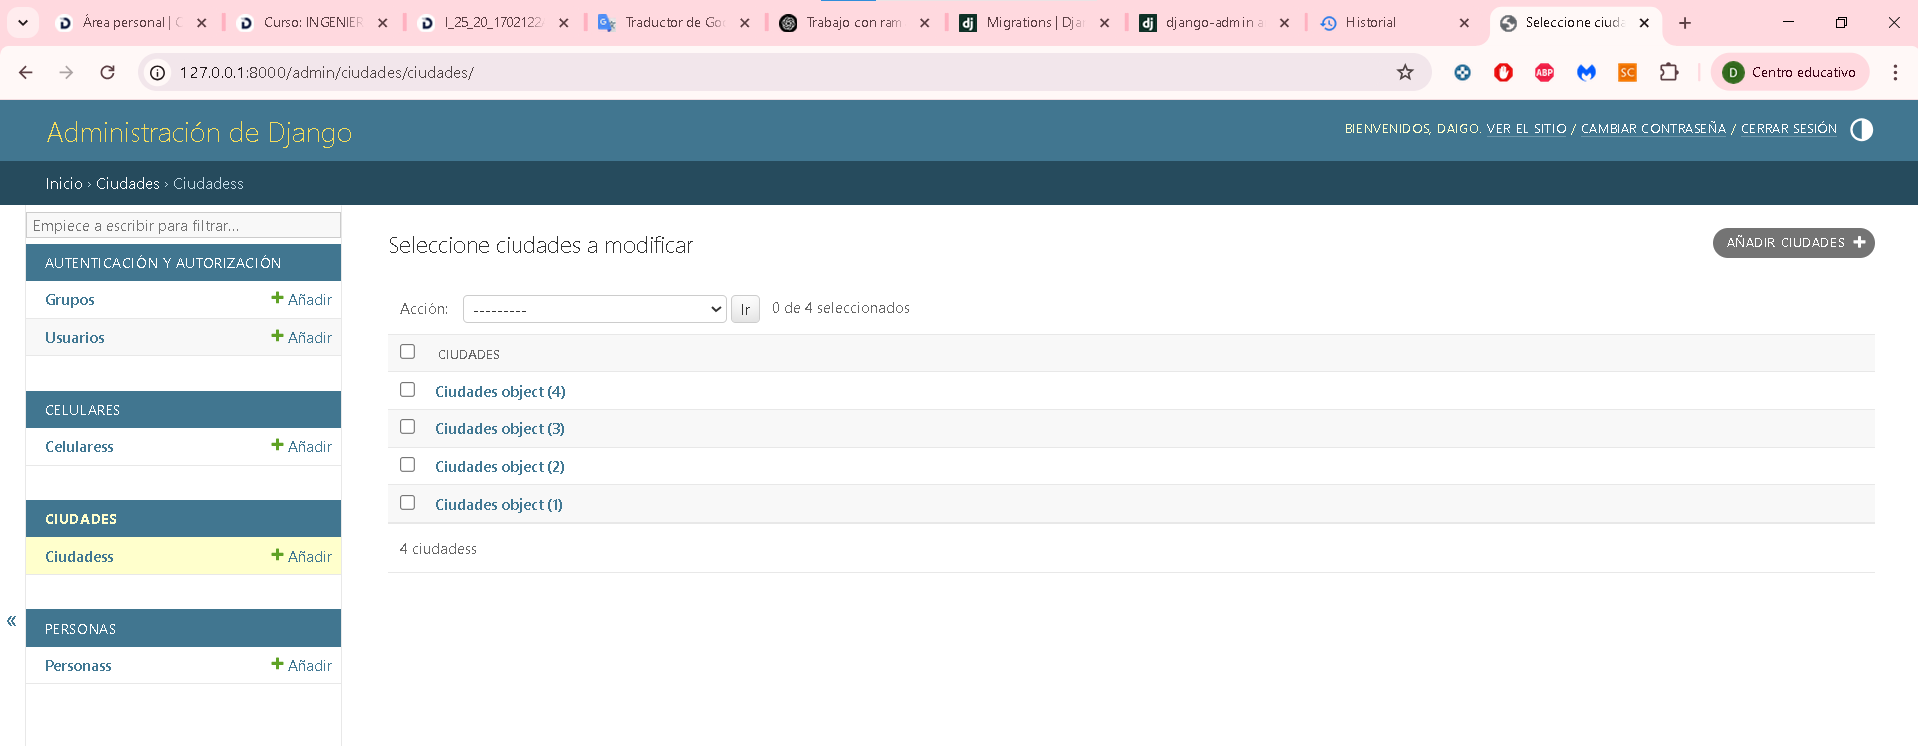 Área personal | C
Curso: INGENIER
I_25_20_1702122
Traductor de Go
Trabajo con ram
Migrations | Dja
django-admin a
Historial
Seleccione ciuda
127.0.0.1:8000/admin/ciudades/ciudades/
ABP
SC
D
Centro educativo
Administración de Django
BIENVENIDOS, DAIGO. VER EL SITIO / CAMBIAR CONTRASEÑA / CERRAR SESIÓN
Inicio › Ciudades › Ciudadess
Empiece a escribir para filtrar...
AUTENTICACIÓN Y AUTORIZACIÓN
Grupos + Añadir
Usuarios + Añadir
CELULARES
Celularess + Añadir
CIUDADES
Ciudadess + Añadir
«
PERSONAS
Personass + Añadir
Seleccione ciudades a modificar
AÑADIR CIUDADES +
Acción: --------- Ir 0 de 4 seleccionados
CIUDADES
Ciudades object (4)
Ciudades object (3)
Ciudades object (2)
Ciudades object (1)
4 ciudadess